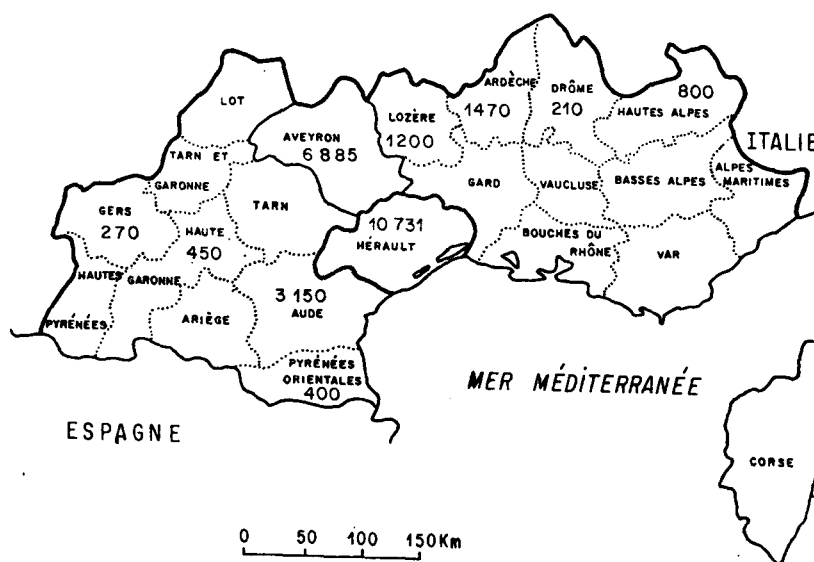 LOT
AVEYRON
6 885
LOZÈRE
1200
ARDÈCHE
1470
DRÔME
210
800
HAUTES ALPES
ITALIE
TARN ET
GARONNE
TARN
GERS
270
HAUTE
450
GARONNE
HAUTES
PYRÉNÉES
ARIÈGE
3 150
AUDE
PYRÉNÉES
ORIENTALES
400
10 731
HÉRAULT
GARD
VAUCLUSE
BASSES ALPES
ALPES
MARITIMES
BOUCHES DU
RHÔNE
VAR
MER MÉDITERRANÉE
ESPAGNE
CORSE
0 50 100 150 Km